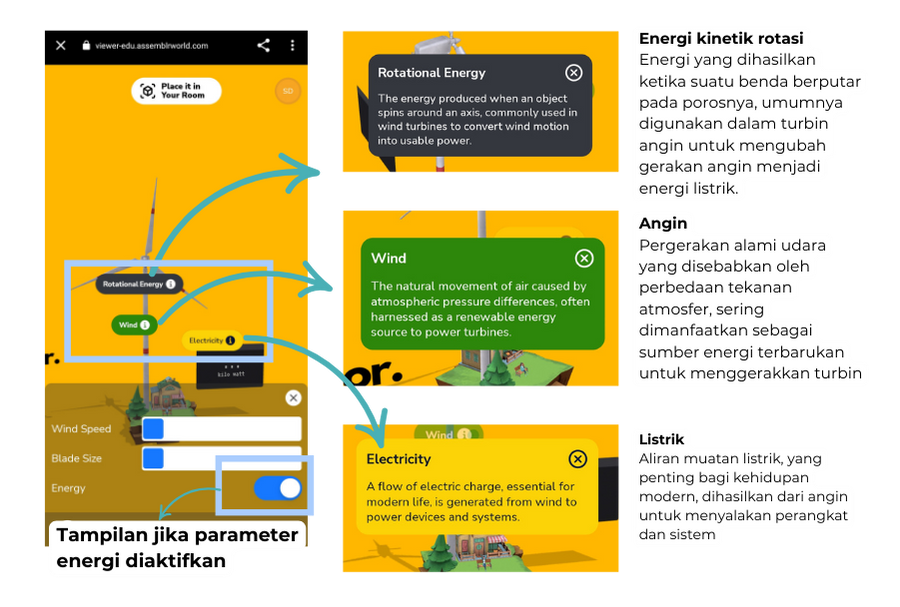 viewer-edu.assemblrworld.com
Place it in
Your Room
SD
Rotational Energy
Wind
Electricity
r.
kilo watt
Wind Speed
Blade Size
Energy
Tampilan jika parameter
energi diaktifkan
Rotational Energy
The energy produced when an object
spins around an axis, commonly used in
wind turbines to convert wind motion
into usable power.
Wind
The natural movement of air caused by
atmospheric pressure differences, often
harnessed as a renewable energy
source to power turbines.
or.
Wind
Electricity
A flow of electric charge, essential for
modern life, is generated from wind to
power devices and systems.
Energi kinetik rotasi
Energi yang dihasilkan
ketika suatu benda berputar
pada porosnya, umumnya
digunakan dalam turbin
angin untuk mengubah
gerakan angin menjadi
energi listrik.
Angin
Pergerakan alami udara
yang disebabkan oleh
perbedaan tekanan
atmosfer, sering
dimanfaatkan sebagai
sumber energi terbarukan
untuk menggerakkan turbin
Listrik
Aliran muatan listrik, yang
penting bagi kehidupan
modern, dihasilkan dari angin
untuk menyalakan perangkat
dan sistem